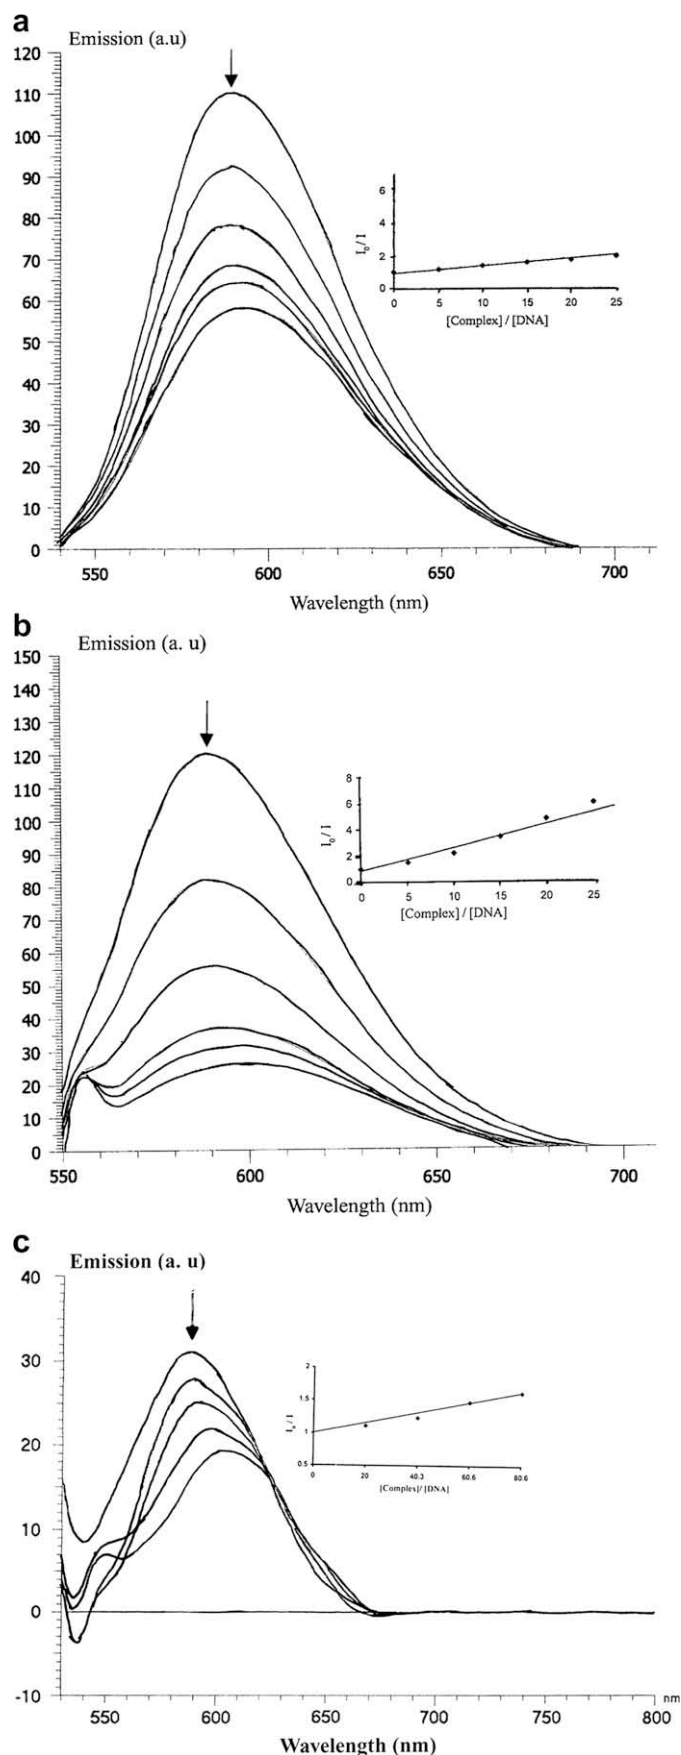 a
Emission (a.u)
120
110
100
90
80
70
60
50
40
30
20
10
0
550 600 650 700
Wavelength (nm)
I₀ / I
6
4
2
0
0 5 10 15 20 25
[Complex] / [DNA]
b
Emission (a. u)
150
140
130
120
110
100
90
80
70
60
50
40
30
20
10
0
550 600 650 700
Wavelength (nm)
I₀ / I
8
6
4
2
0
0 5 10 15 20 25
[Complex] / [DNA]
c
Emission (a. u)
40
30
20
10
0
-10
550 600 650 700 750 800 nm
Wavelength (nm)
I₀ / I
2
1.5
1
0.5
0 20 40.3 60.6 80.6
[Complex]/ [DNA]